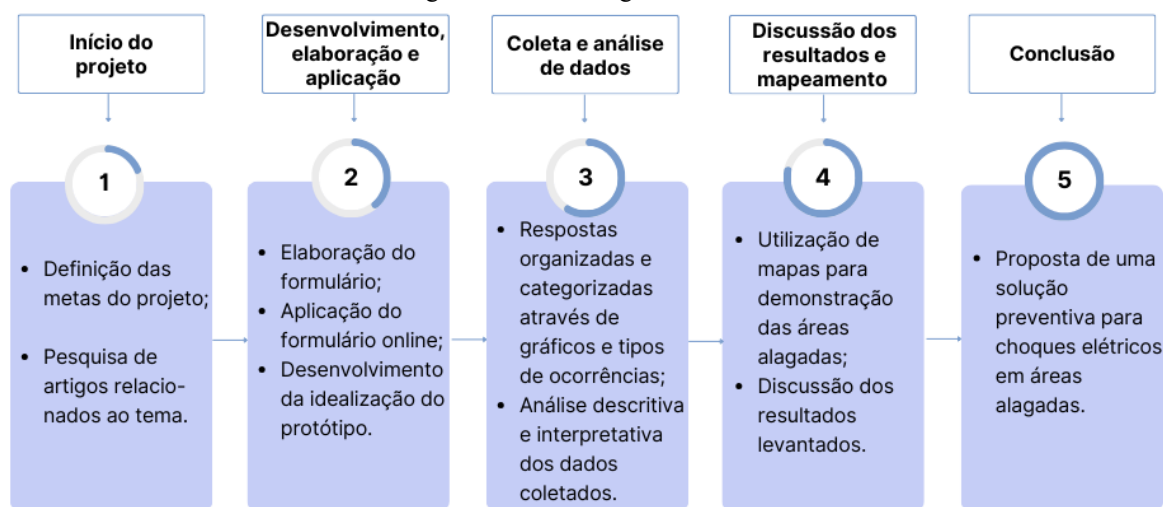 Início do
projeto
Desenvolvimento,
elaboração e
aplicação
Coleta e análise
de dados
Discussão dos
resultados e
mapeamento
Conclusão
1
2
3
4
5
• Definição das
metas do projeto;
• Pesquisa de
artigos relacio-
nados ao tema.
• Elaboração do
formulário;
• Aplicação do
formulário online;
• Desenvolvimento
da idealização do
protótipo.
• Respostas
organizadas e
categorizadas
através de
gráficos e tipos
de ocorrências;
• Análise descritiva
e interpretativa
dos dados
coletados.
• Utilização de
mapas para
demonstração
das áreas
alagadas;
• Discussão dos
resultados
levantados.
• Proposta de uma
solução
preventiva para
choques elétricos
em áreas
alagadas.